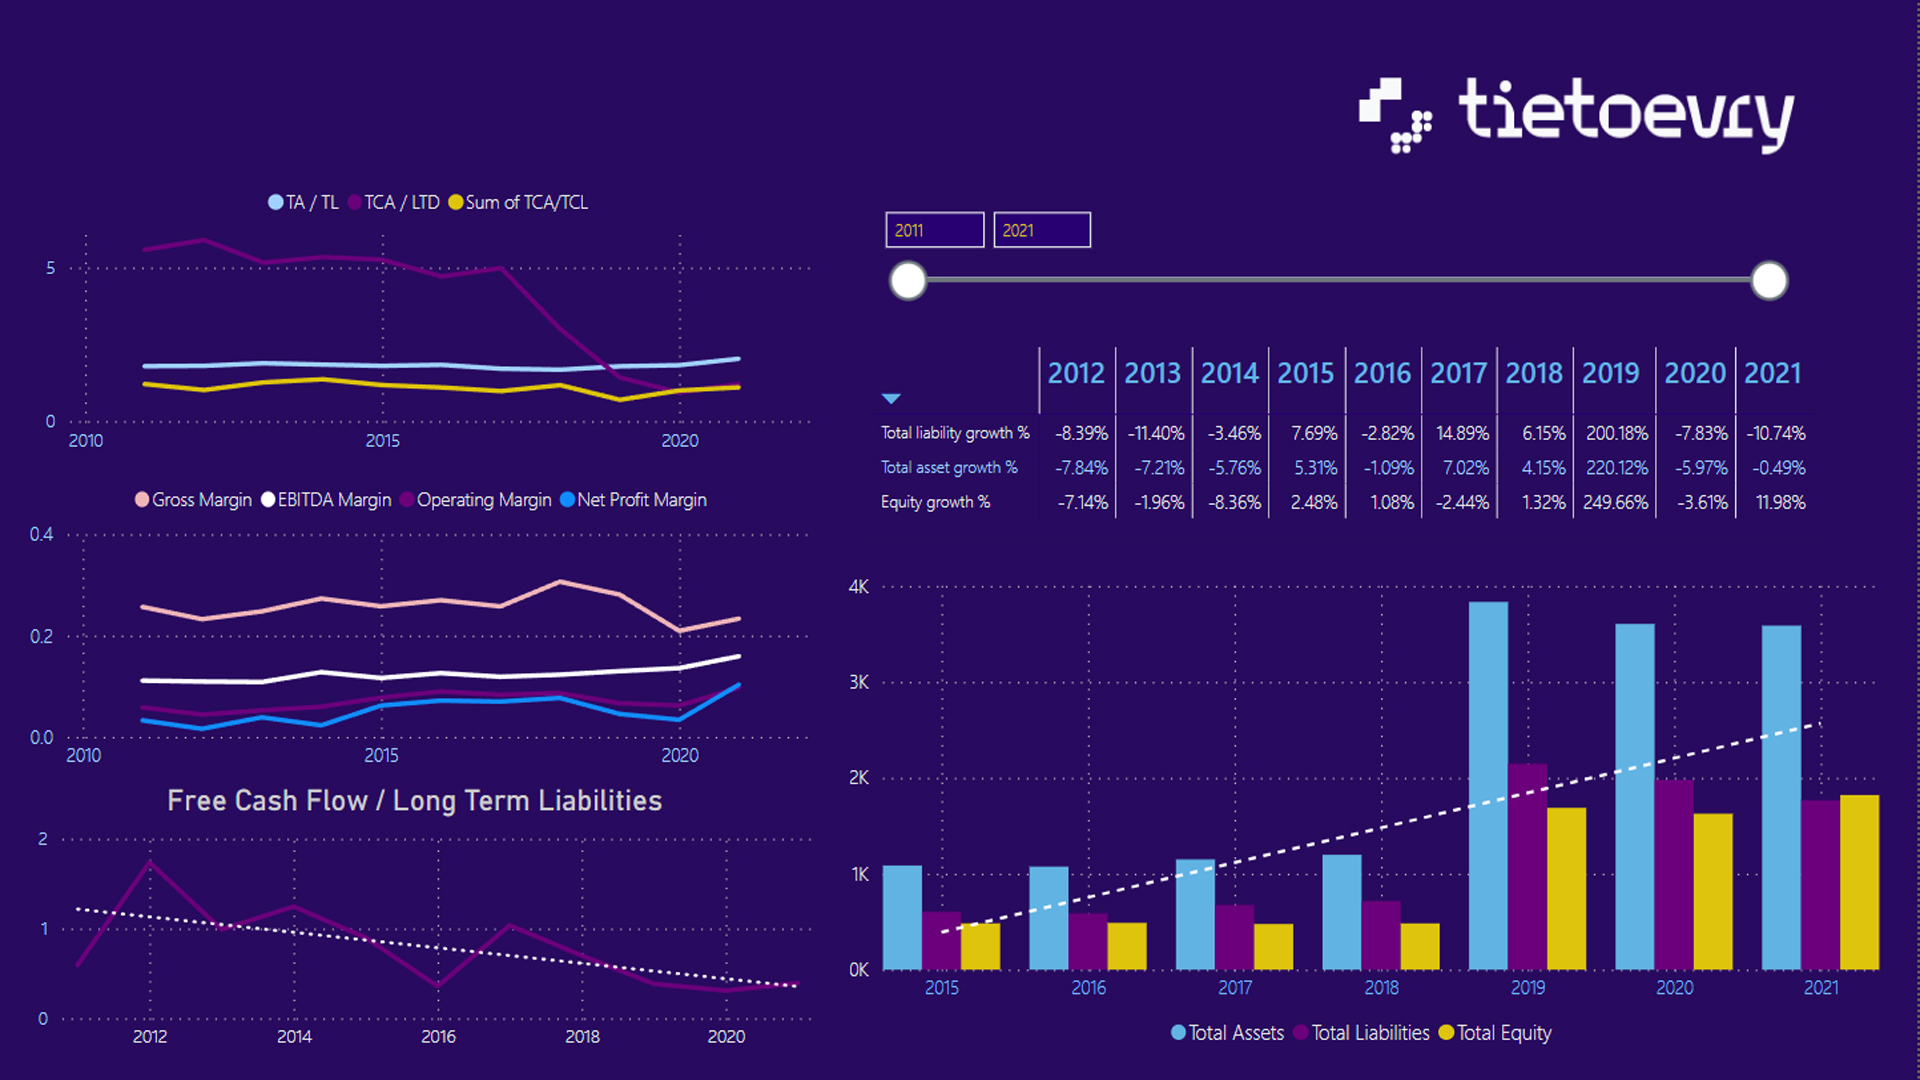 tietoevry
TA / TL TCA / LTD Sum of TCA/TCL
5
0
2010 2015 2020
Gross Margin EBITDA Margin Operating Margin Net Profit Margin
0.4
0.2
0.0
2010 2015 2020
Free Cash Flow / Long Term Liabilities
2
1
0
2012 2014 2016 2018 2020
2011 2021
2012 2013 2014 2015 2016 2017 2018 2019 2020 2021
Total liability growth % -8.39% -11.40% -3.46% 7.69% -2.82% 14.89% 6.15% 200.18% -7.83% -10.74%
Total asset growth % -7.84% -7.21% -5.76% 5.31% -1.09% 7.02% 4.15% 220.12% -5.97% -0.49%
Equity growth % -7.14% -1.96% -8.36% 2.48% 1.08% -2.44% 1.32% 249.66% -3.61% 11.98%
4K
3K
2K
1K
0K
2015 2016 2017 2018 2019 2020 2021
Total Assets Total Liabilities Total Equity